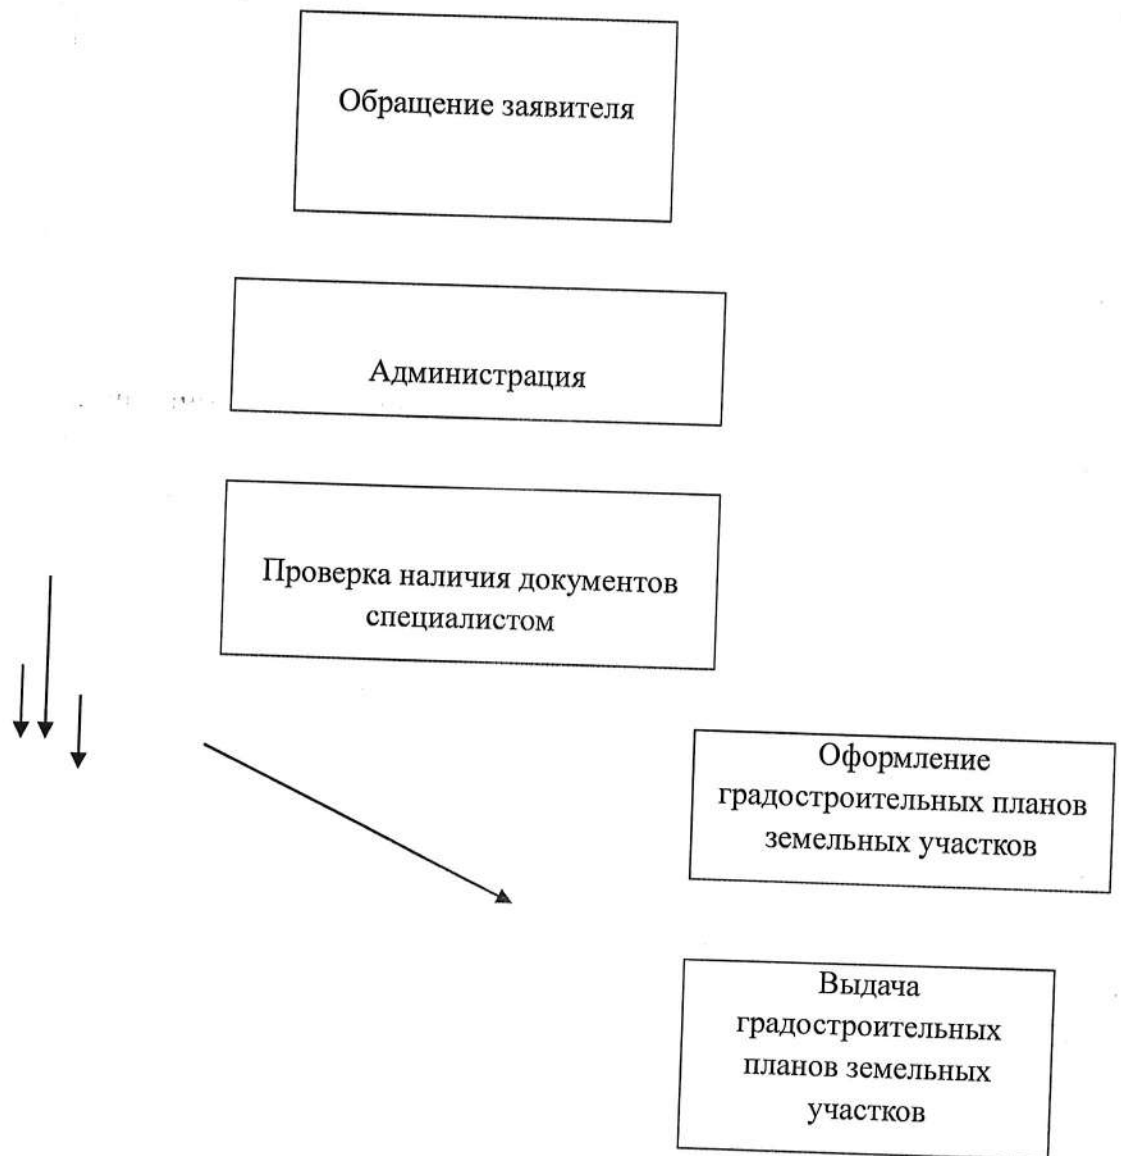 Обращение заявителя
Администрация
Проверка наличия документов
специалистом
Оформление
градостроительных планов
земельных участков
Выдача
градостроительных
планов земельных
участков